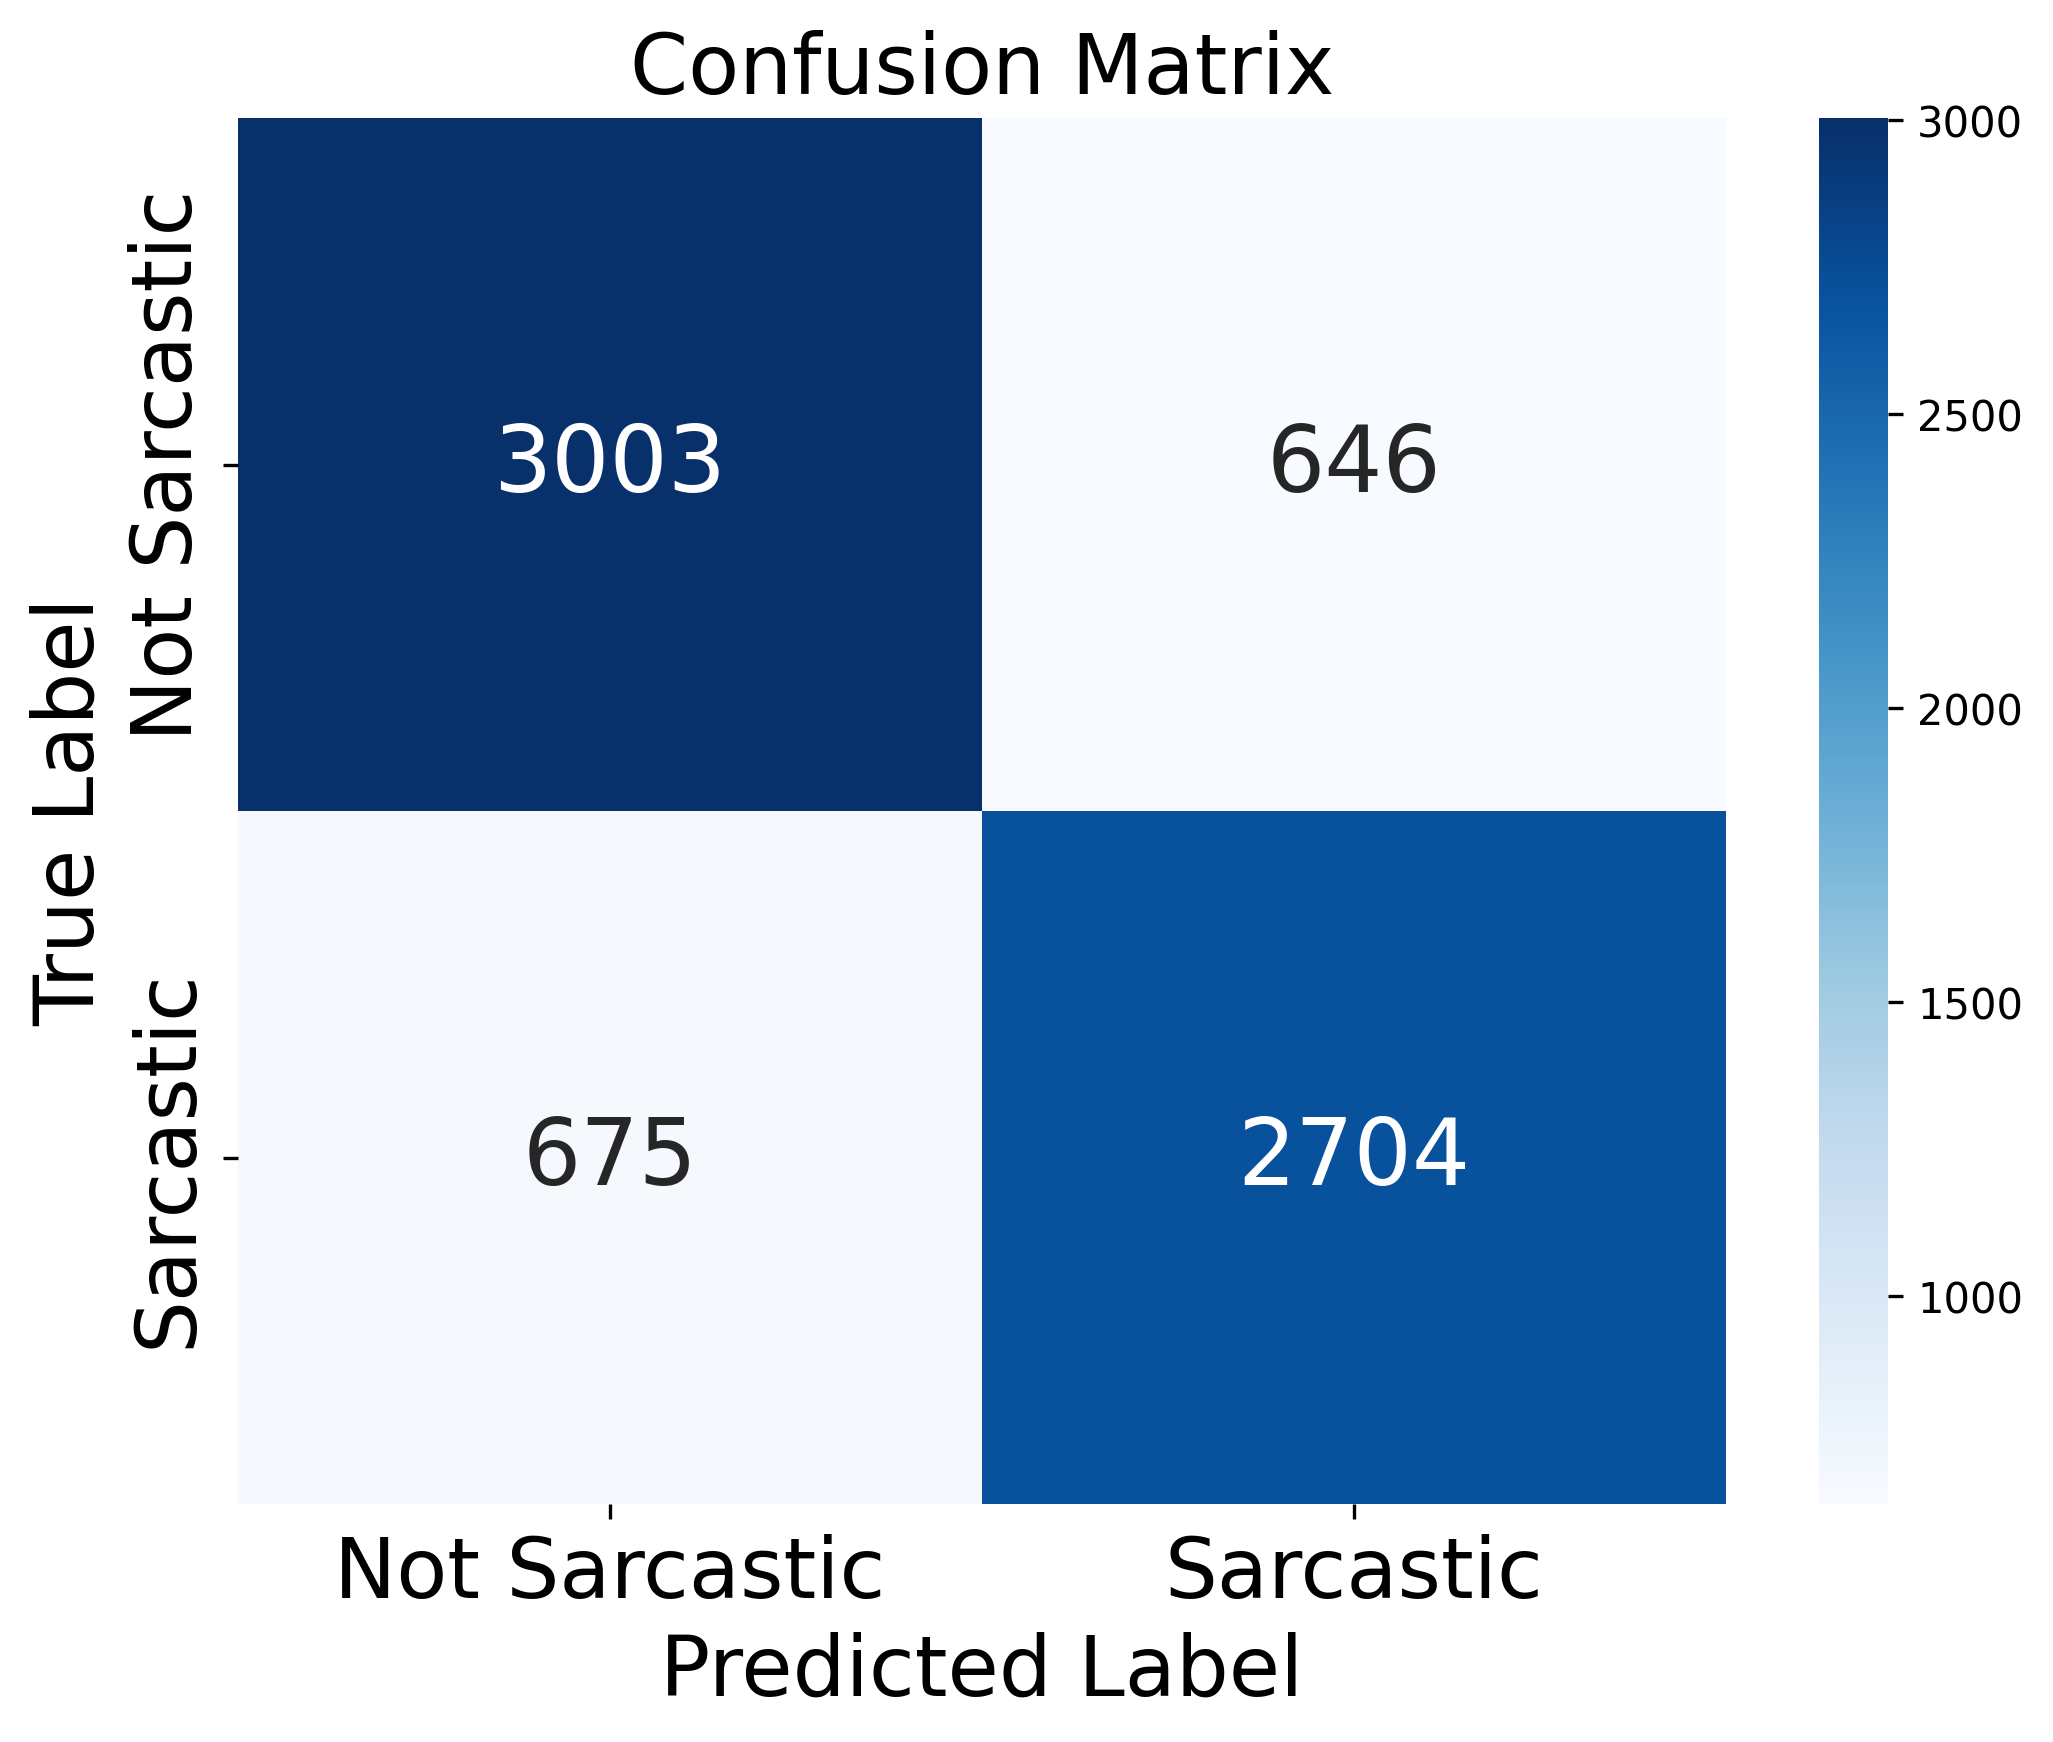 Confusion Matrix
True Label
Not Sarcastic
Sarcastic
3003
646
675
2704
Not Sarcastic
Sarcastic
Predicted Label
3000
2500
2000
1500
1000